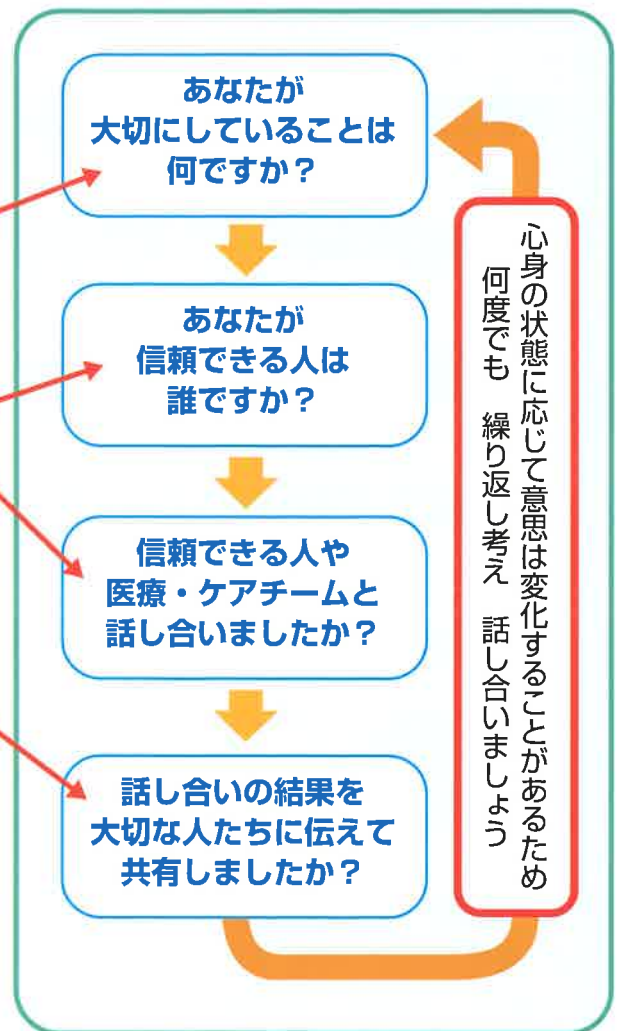 あなたが
大切にしていることは
何ですか？
あなたが
信頼できる人は
誰ですか？
信頼できる人や
医療・ケアチームと
話し合いましたか？
話し合いの結果を
大切な人たちに伝えて
共有しましたか？
心身の状態に応じて意思は変化することがあるため
何度でも　繰り返し考え　話し合いましょう